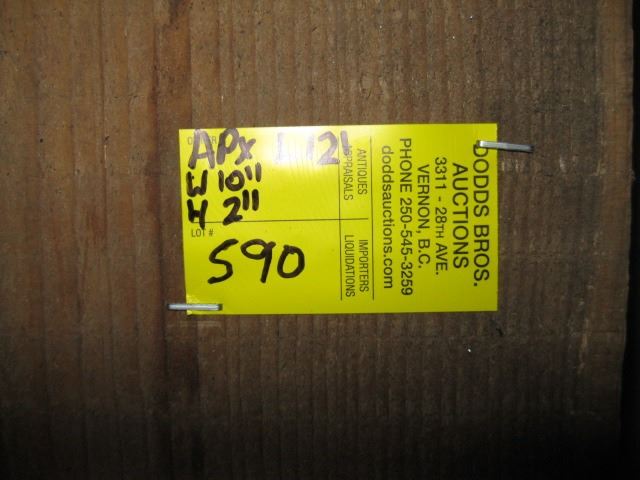 APx L 12'
W 10"
H 2"
LOT #
590
ANTIQUES
APPRAISALS
IMPORTERS
LIQUIDATIONS
DODDS BROS.
AUCTIONS
3311 - 28TH AVE.
VERNON, B.C.
PHONE 250-545-3259
doddsauctions.com